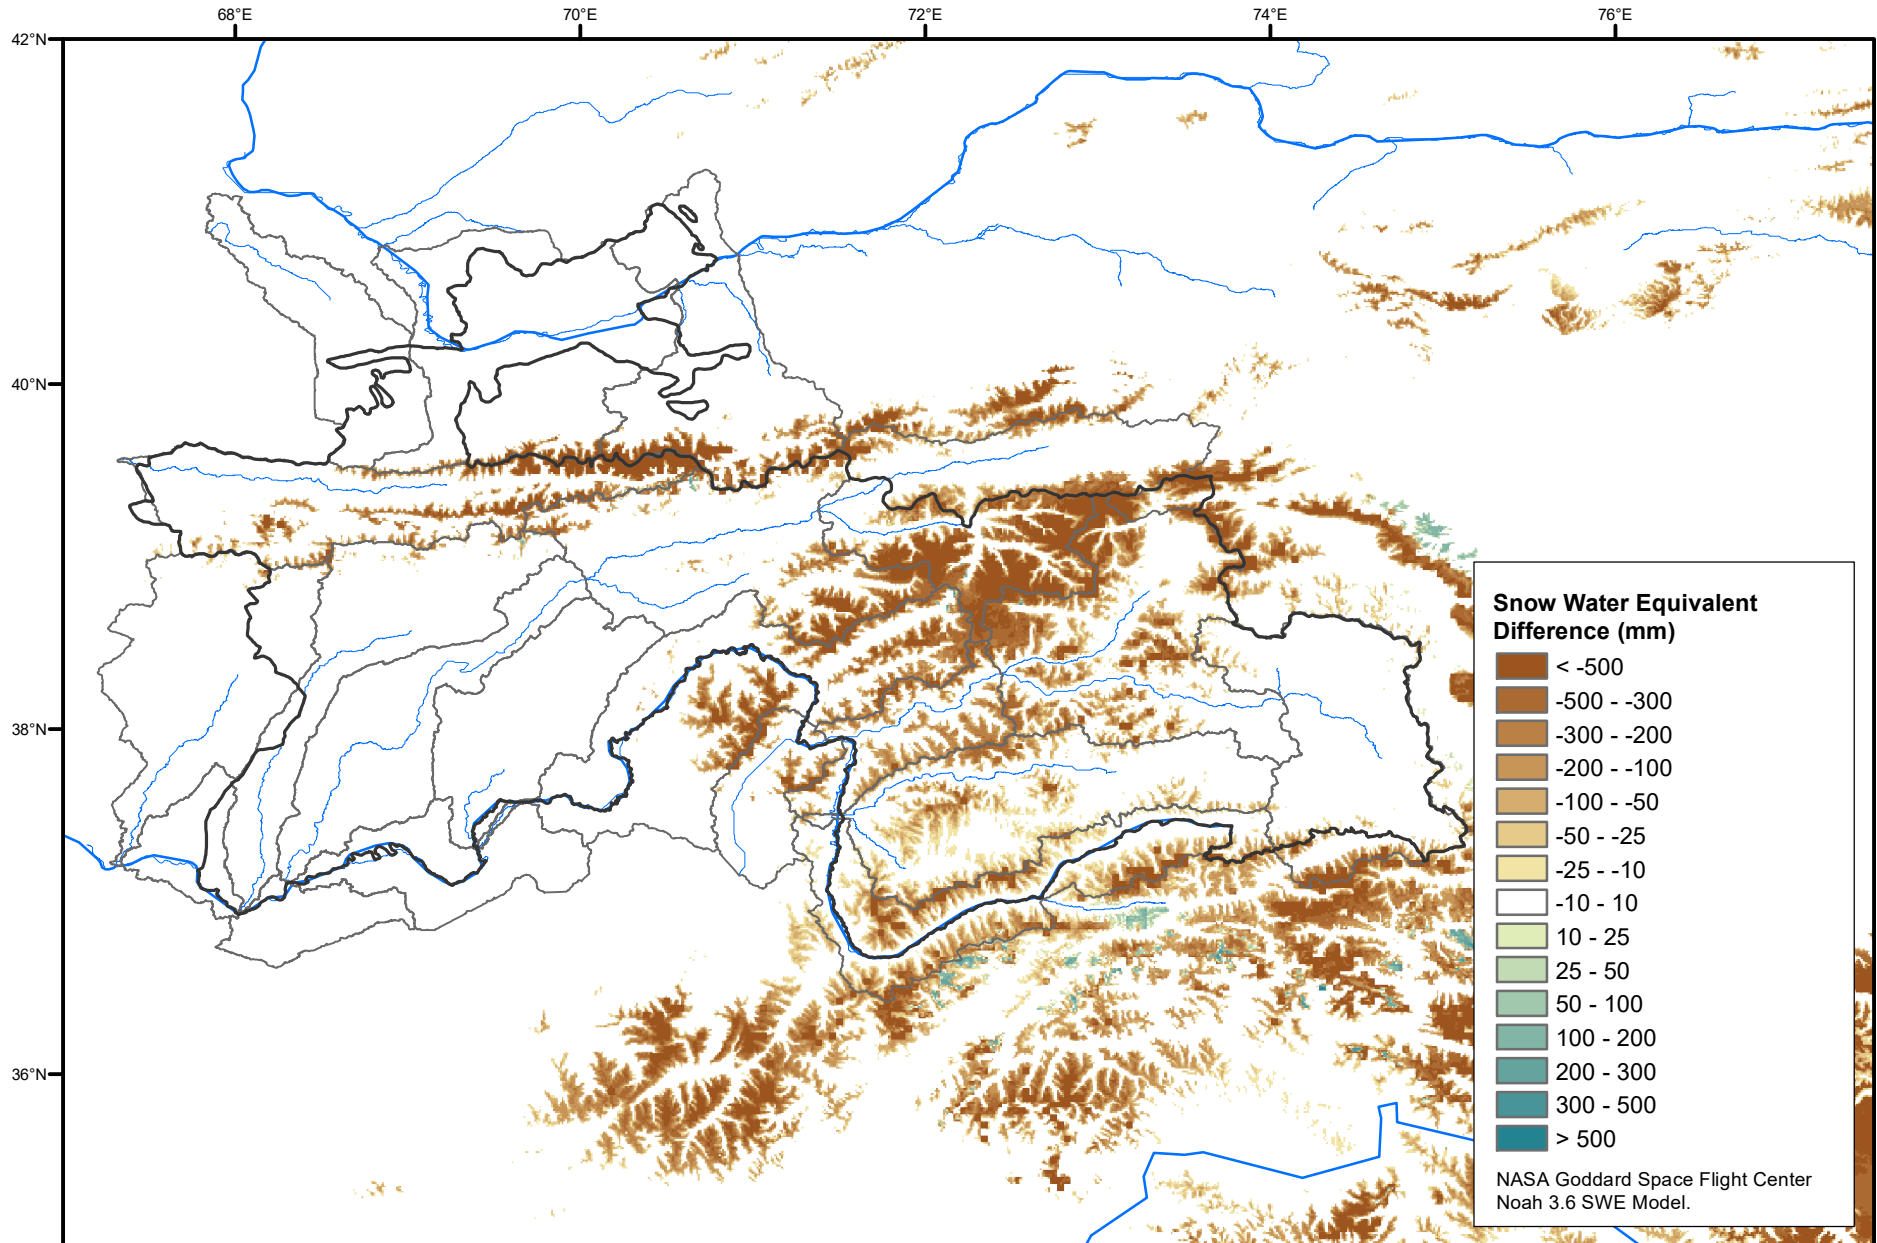 68°E
70°E
72°E
74°E
76°E
42°N
40°N
38°N
36°N
Snow Water Equivalent
Difference (mm)
< -500
-500 - -300
-300 - -200
-200 - -100
-100 - -50
-50 - -25
-25 - -10
-10 - 10
10 - 25
25 - 50
50 - 100
100 - 200
200 - 300
300 - 500
> 500
NASA Goddard Space Flight Center
Noah 3.6 SWE Model.